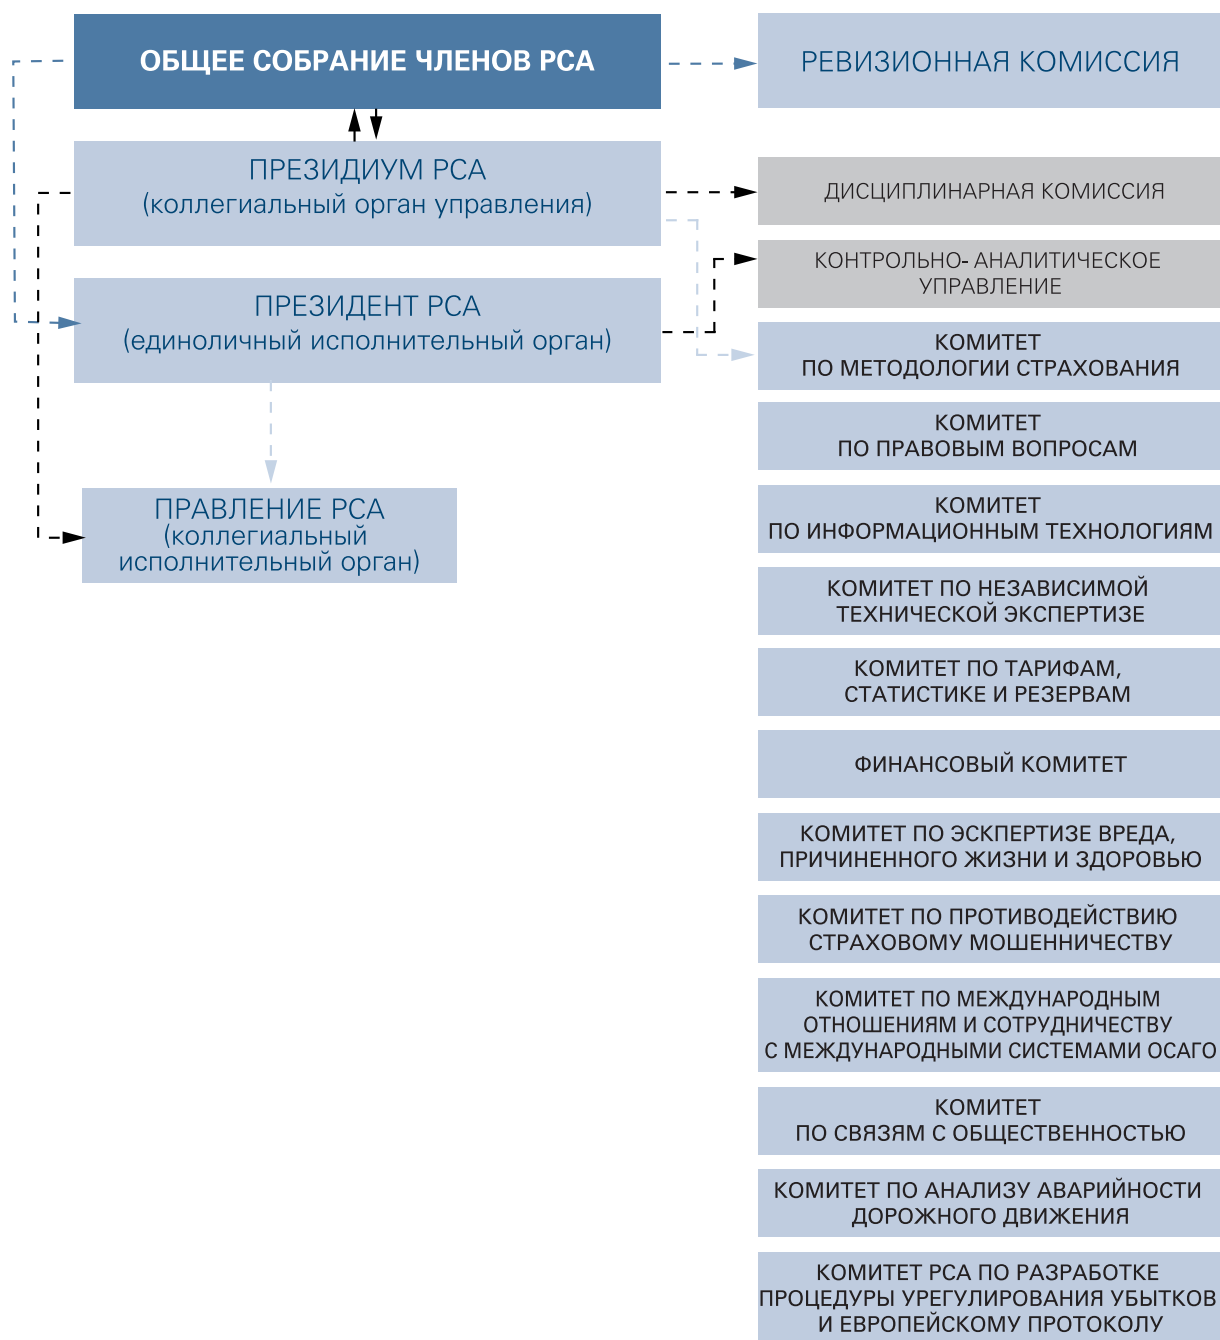 ОБЩЕЕ СОБРАНИЕ ЧЛЕНОВ РСА
ПРЕЗИДИУМ РСА
(коллегиальный орган управления)
ПРЕЗИДЕНТ РСА
(единоличный исполнительный орган)
ПРАВЛЕНИЕ РСА
(коллегиальный
исполнительный орган)
РЕВИЗИОННАЯ КОМИССИЯ
ДИСЦИПЛИНАРНАЯ КОМИССИЯ
КОНТРОЛЬНО- АНАЛИТИЧЕСКОЕ
УПРАВЛЕНИЕ
КОМИТЕТ
ПО МЕТОДОЛОГИИ СТРАХОВАНИЯ
КОМИТЕТ
ПО ПРАВОВЫМ ВОПРОСАМ
КОМИТЕТ
ПО ИНФОРМАЦИОННЫМ ТЕХНОЛОГИЯМ
КОМИТЕТ ПО НЕЗАВИСИМОЙ
ТЕХНИЧЕСКОЙ ЭКСПЕРТИЗЕ
КОМИТЕТ ПО ТАРИФАМ,
СТАТИСТИКЕ И РЕЗЕРВАМ
ФИНАНСОВЫЙ КОМИТЕТ
КОМИТЕТ ПО ЭСКПЕРТИЗЕ ВРЕДА,
ПРИЧИНЕННОГО ЖИЗНИ И ЗДОРОВЬЮ
КОМИТЕТ ПО ПРОТИВОДЕЙСТВИЮ
СТРАХОВОМУ МОШЕННИЧЕСТВУ
КОМИТЕТ ПО МЕЖДУНАРОДНЫМ
ОТНОШЕНИЯМ И СОТРУДНИЧЕСТВУ
С МЕЖДУНАРОДНЫМИ СИСТЕМАМИ ОСАГО
КОМИТЕТ
ПО СВЯЗЯМ С ОБЩЕСТВЕННОСТЬЮ
КОМИТЕТ ПО АНАЛИЗУ АВАРИЙНОСТИ
ДОРОЖНОГО ДВИЖЕНИЯ
КОМИТЕТ РСА ПО РАЗРАБОТКЕ
ПРОЦЕДУРЫ УРЕГУЛИРОВАНИЯ УБЫТКОВ
И ЕВРОПЕЙСКОМУ ПРОТОКОЛУ